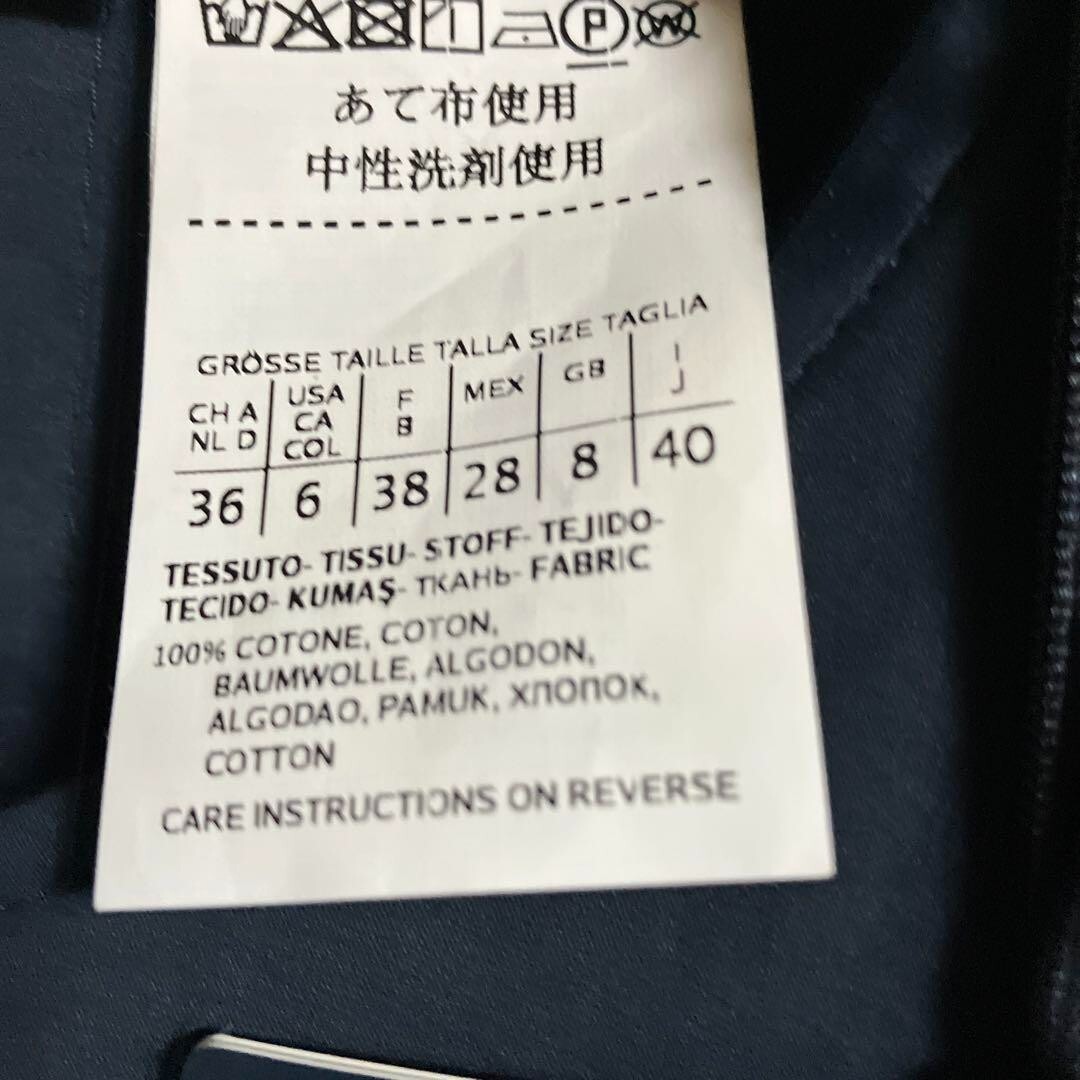 P W
あて布使用
中性洗剤使用
GRÖSSE TAILLE TALLA SIZE TAGLIA
CH A NL D
USA CA COL
F B
MEX
GB
I J
36 6 38 28 8 40
TESSUTO- TISSU- STOFF- TEJIDO-
TECIDO- KUMAŞ- ТКАНЬ- FABRIC
100% COTONE, COTON,
BAUMWOLLE, ALGODON,
ALGODAO, PAMUK, ХЛОПОК,
COTTON
CARE INSTRUCTIONS ON REVERSE